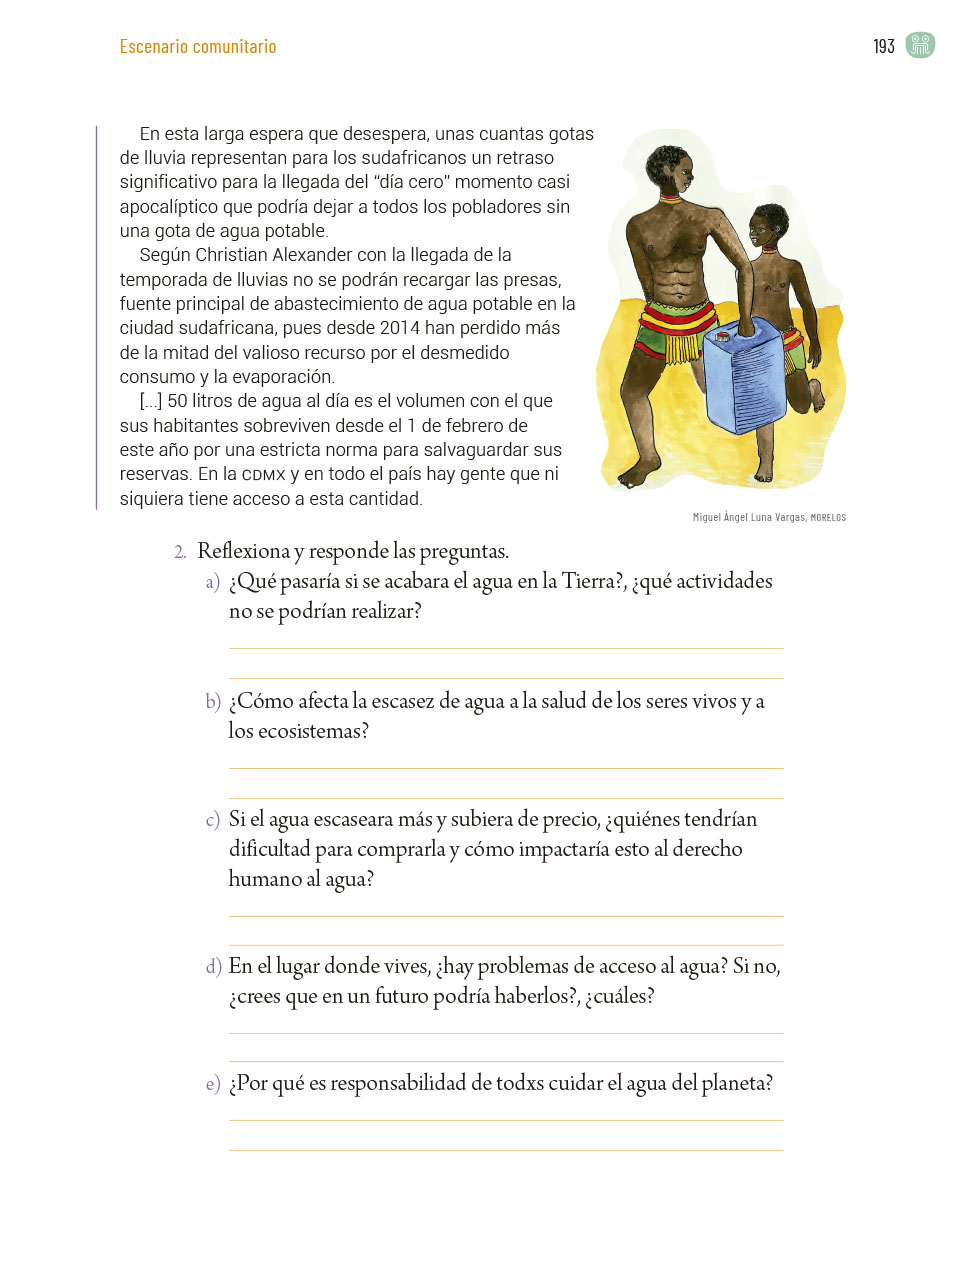 Escenario comunitario
193
En esta larga espera que desespera, unas cuantas gotas
de lluvia representan para los sudafricanos un retraso
significativo para la llegada del “día cero” momento casi
apocalíptico que podría dejar a todos los pobladores sin
una gota de agua potable.
Según Christian Alexander con la llegada de la
temporada de lluvias no se podrán recargar las presas,
fuente principal de abastecimiento de agua potable en la
ciudad sudafricana, pues desde 2014 han perdido más
de la mitad del valioso recurso por el desmedido
consumo y la evaporación.
[...] 50 litros de agua al día es el volumen con el que
sus habitantes sobreviven desde el 1 de febrero de
este año por una estricta norma para salvaguardar sus
reservas. En la CDMX y en todo el país hay gente que ni
siquiera tiene acceso a esta cantidad.
Miguel Ángel Luna Vargas, MORELOS
2. Reflexiona y responde las preguntas.
a) ¿Qué pasaría si se acabara el agua en la Tierra?, ¿qué actividades
no se podrían realizar?
b) ¿Cómo afecta la escasez de agua a la salud de los seres vivos y a
los ecosistemas?
c) Si el agua escaseara más y subiera de precio, ¿quiénes tendrían
dificultad para comprarla y cómo impactaría esto al derecho
humano al agua?
d) En el lugar donde vives, ¿hay problemas de acceso al agua? Si no,
¿crees que en un futuro podría haberlos?, ¿cuáles?
e) ¿Por qué es responsabilidad de todxs cuidar el agua del planeta?